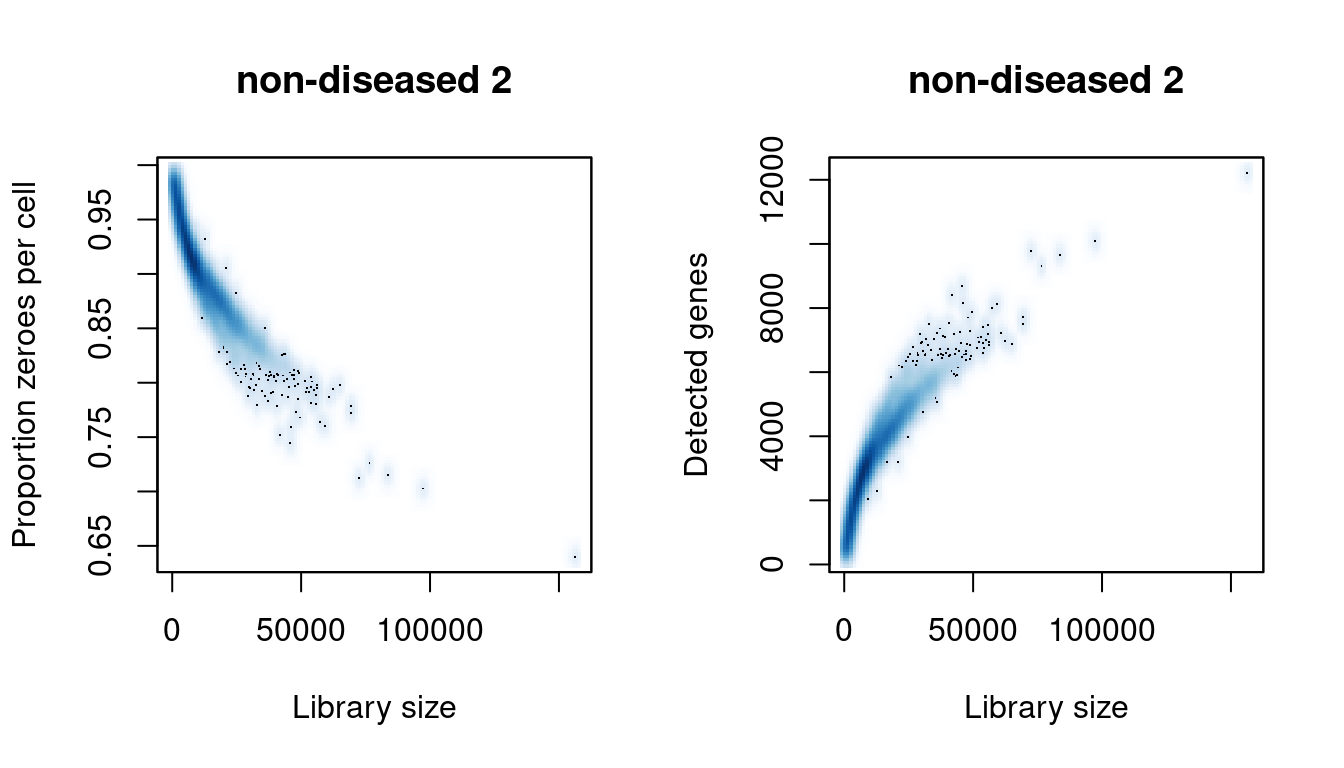 non-diseased 2
Proportion zeroes per cell
0.95
0.85
0.75
0.65
0 50000 100000
Library size
non-diseased 2
Detected genes
12000
8000
4000
0
0 50000 100000
Library size